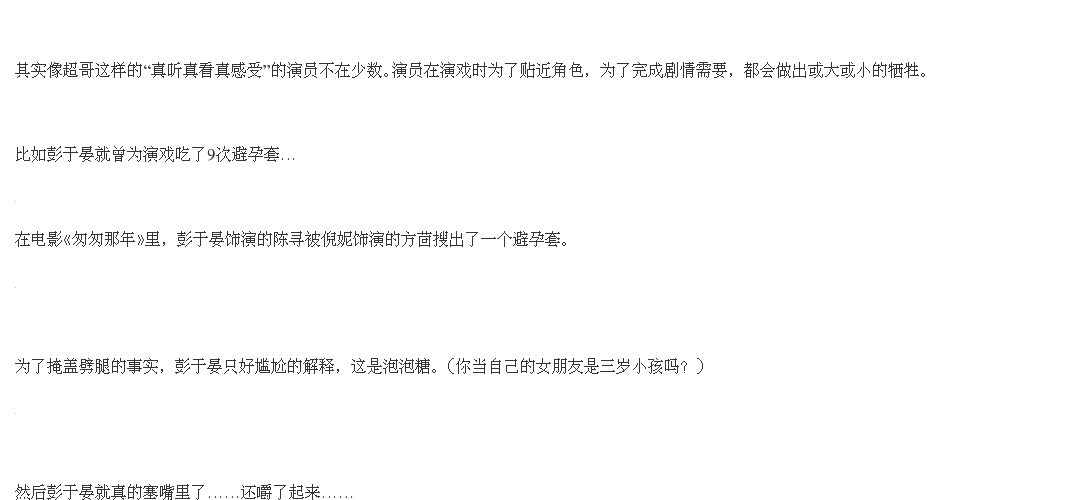 其实像超哥这样的“真听真看真感受”的演员不在少数。演员在演戏时为了贴近角色，为了完成剧情需要，都会做出或大或小的牺牲。
比如彭于晏就曾为演戏吃了9次避孕套…
在电影《匆匆那年》里，彭于晏饰演的陈寻被倪妮饰演的方茴搜出了一个避孕套。
为了掩盖劈腿的事实，彭于晏只好尴尬的解释，这是泡泡糖。（你当自己的女朋友是三岁小孩吗？）
然后彭于晏就真的塞嘴里了……还嚼了起来……